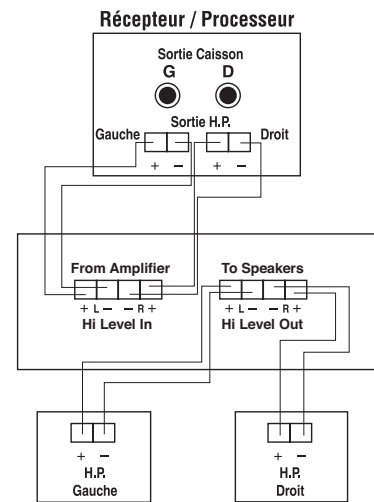 Récepteur / Processeur
Sortie Caisson
G D
Sortie H.P.
Gauche Droit
+ − + −
From Amplifier To Speakers
+ L − − R + + L − − R +
Hi Level In Hi Level Out
+ − + −
H.P. H.P.
Gauche Droit